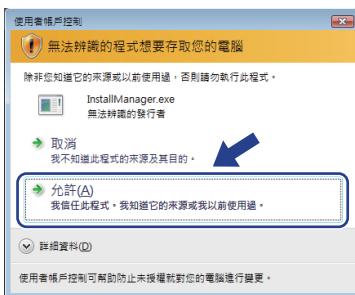 使用者帳戶控制
無法辨識的程式想要存取您的電腦
除非您知道它的來源或以前使用過，否則請勿執行此程式。
InstallManager.exe
無法辨識的發行者
取消
我不知道此程式的來源及其目的。
允許(A)
我信任此程式。我知道它的來源或我以前使用過。
詳細資料(D)
使用者帳戶控制可幫助防止未授權就對您的電腦進行變更。